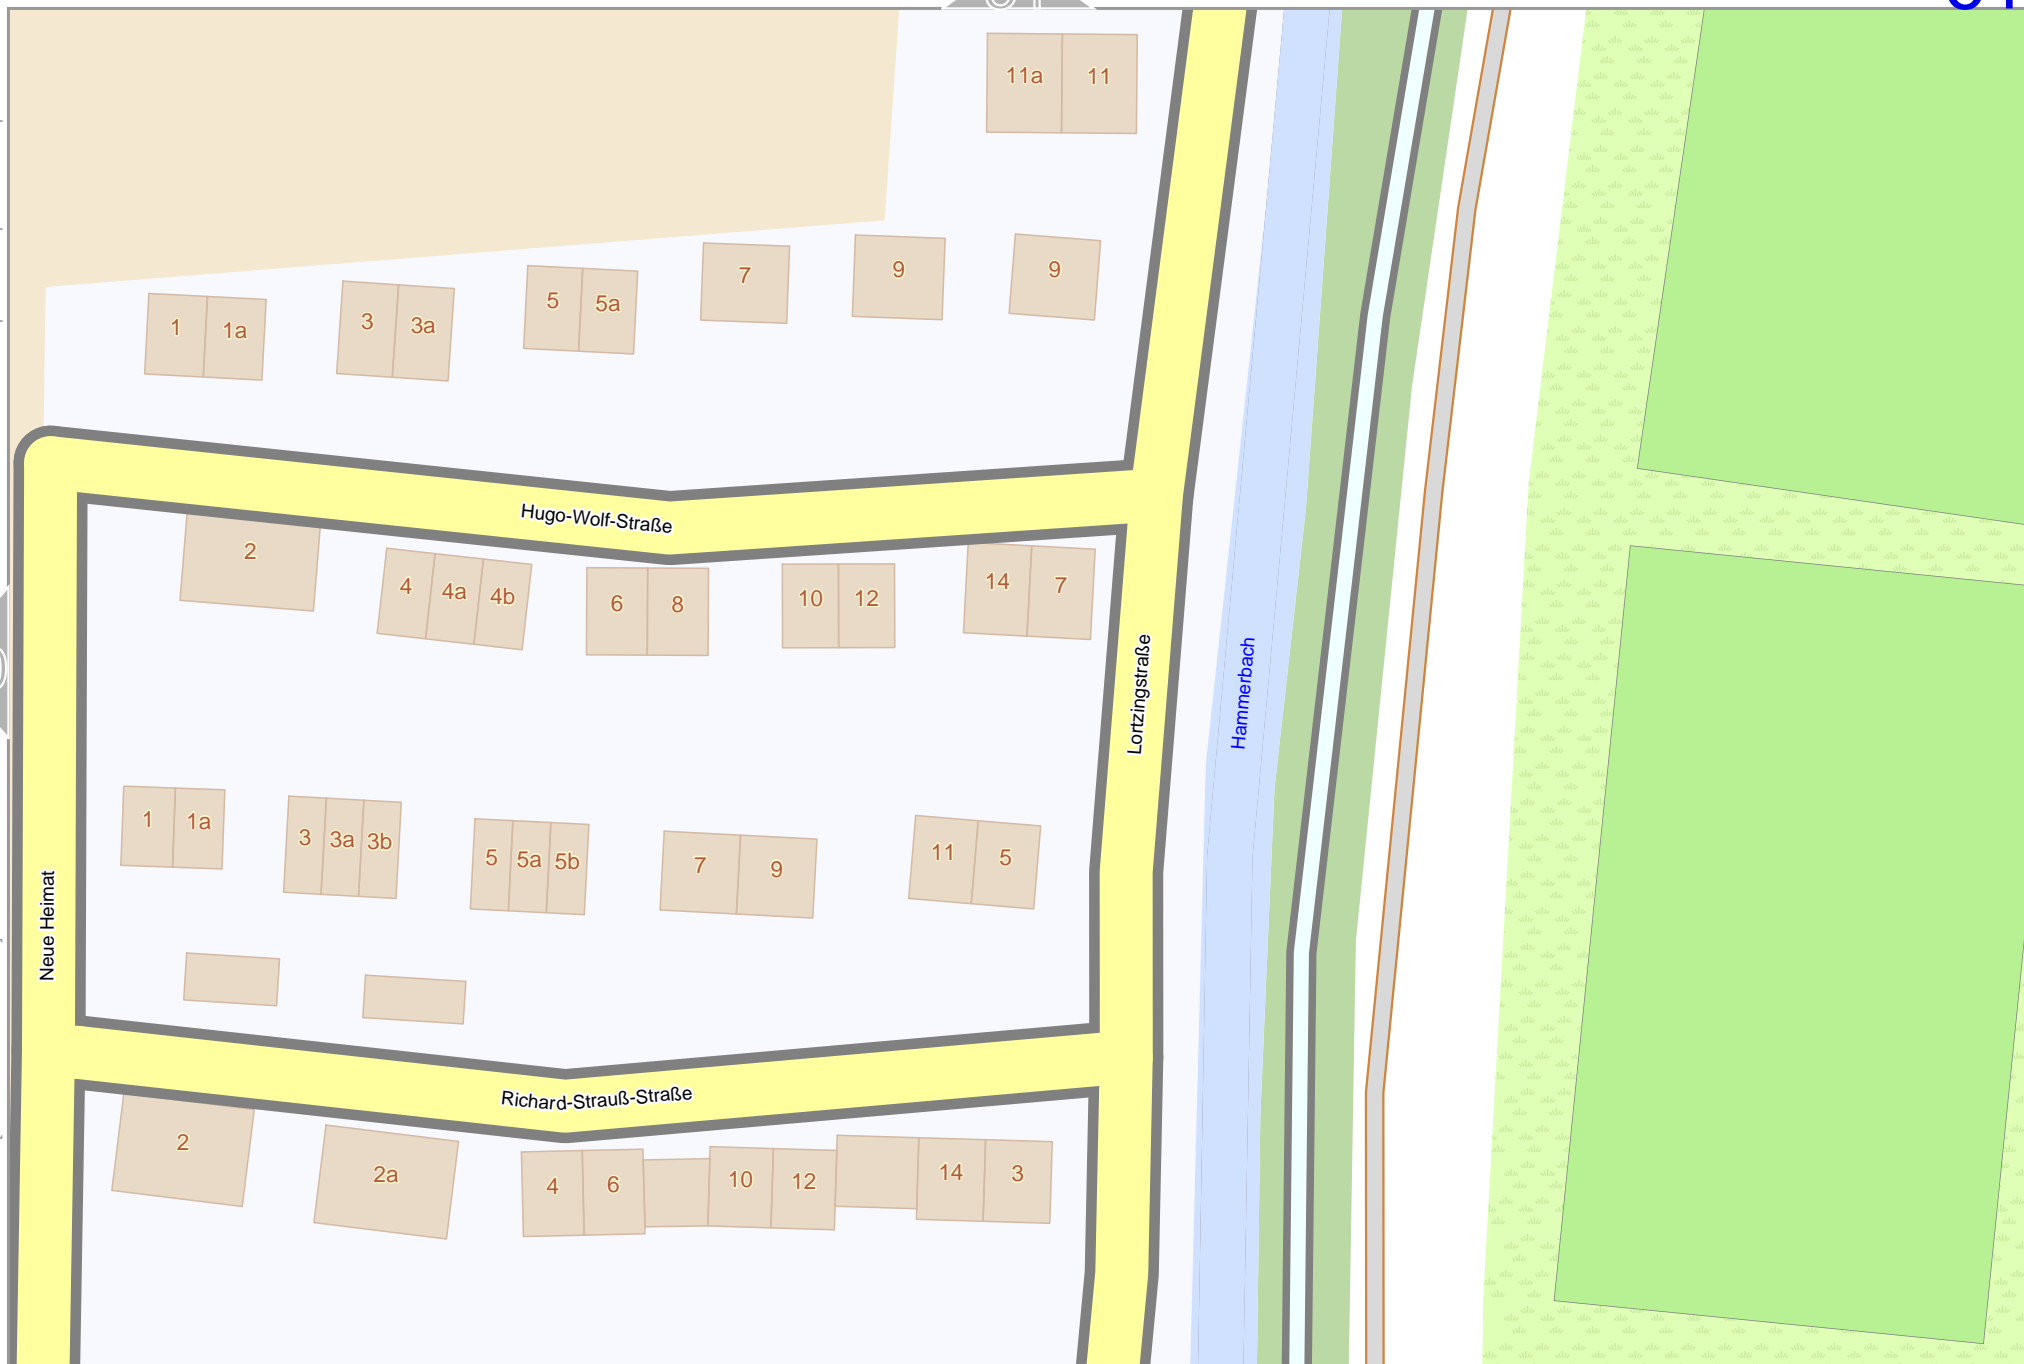 11a 11
1 1a 3 3a 5 5a 7 9 9
Hugo-Wolf-Straße
2 4 4a 4b 6 8 10 12 14 7
Lortzingstraße
Hammerbach
1 1a 3 3a 3b 5 5a 5b 7 9 11 5
Neue Heimat
Richard-Strauß-Straße
2 2a 4 6 10 12 14 3